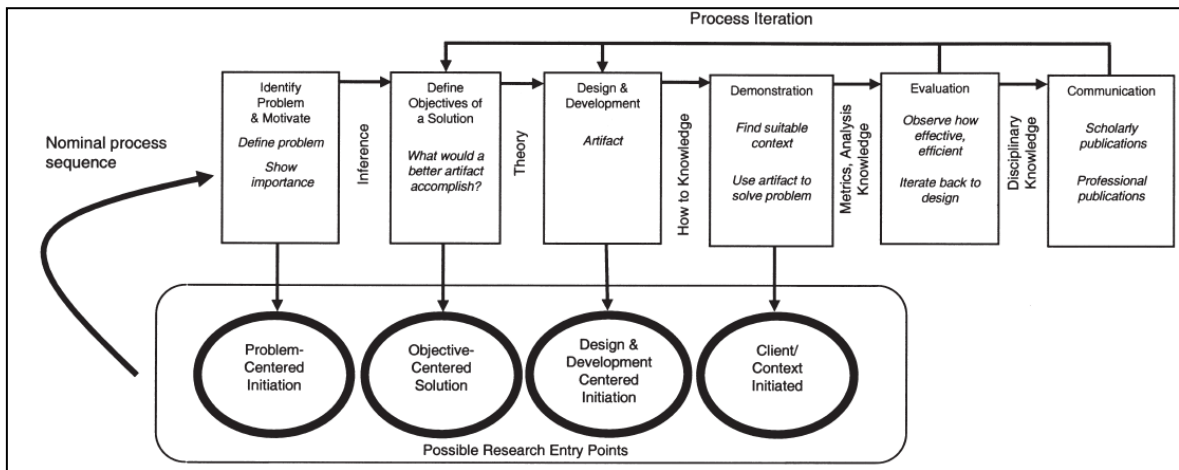 Process Iteration
Nominal process
sequence
Identify
Problem
& Motivate
Define problem
Show
importance
Inference
Define
Objectives of
a Solution
What would a
better artifact
accomplish?
Theory
Design &
Development
Artifact
How to Knowledge
Demonstration
Find suitable
context
Use artifact to
solve problem
Metrics, Analysis
Knowledge
Evaluation
Observe how
effective,
efficient
Iterate back to
design
Disciplinary
Knowledge
Communication
Scholarly
publications
Professional
publications
Problem-
Centered
Initiation
Objective-
Centered
Solution
Design &
Development
Centered
Initiation
Client/
Context
Initiated
Possible Research Entry Points